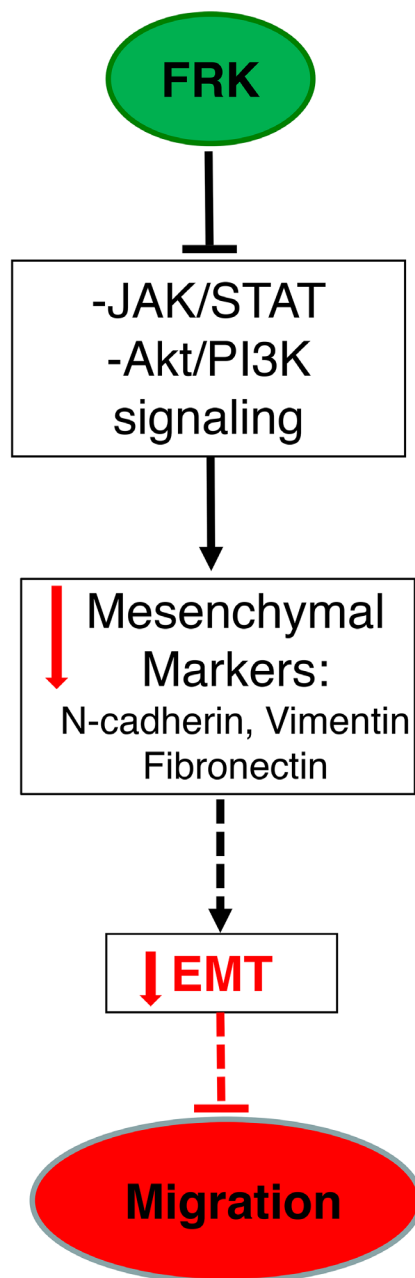 FRK
-JAK/STAT
-Akt/PI3K
signaling
Mesenchymal
Markers:
N-cadherin, Vimentin
Fibronectin
EMT
Migration